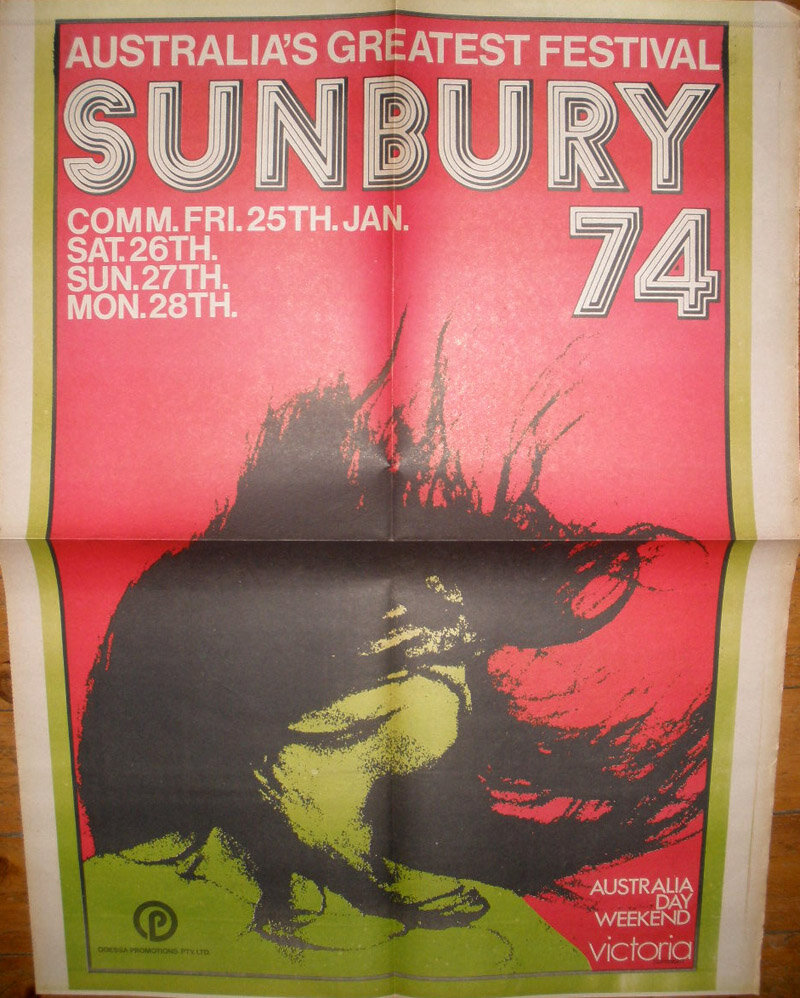 AUSTRALIA'S GREATEST FESTIVAL
SUNBURY
74
COMM. FRI. 25TH. JAN.
SAT. 26TH.
SUN. 27TH.
MON. 28TH.
AUSTRALIA
DAY
WEEKEND
victoria
P
ODESSA PROMOTIONS PTY. LTD.